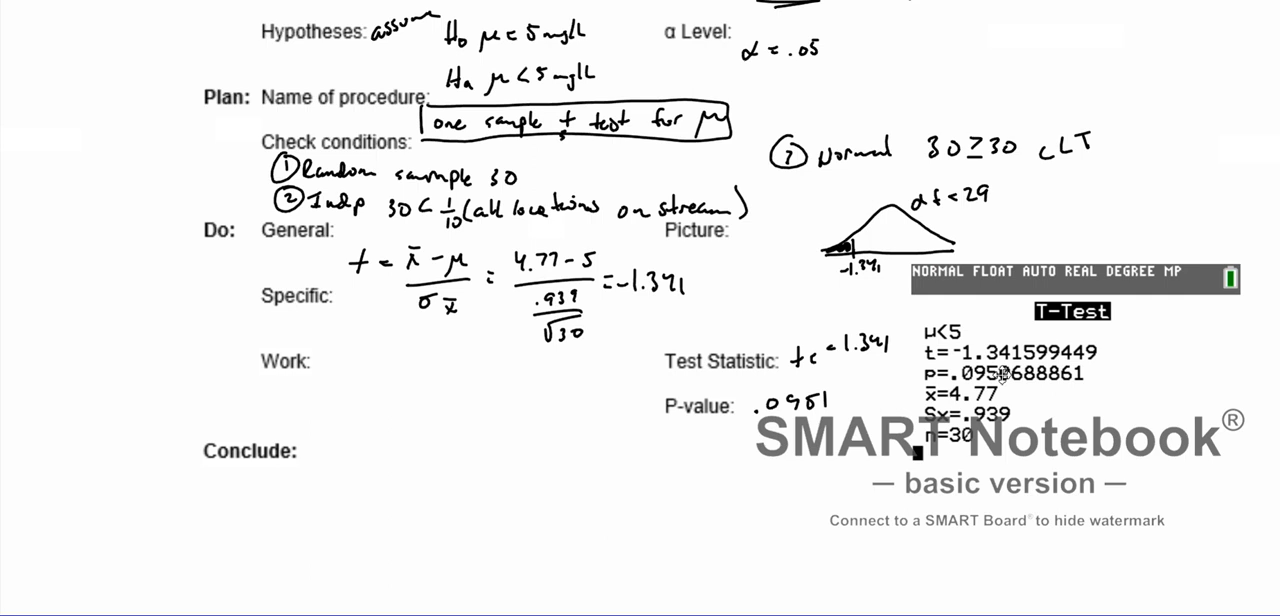 Hypotheses: assume H₀ μ = 5 mg/L
α Level:
α = .05
Ha μ < 5 mg/L
Plan: Name of procedure:
one sample t test for μ
Check conditions:
① Random sample 30
② Indp 30 < 1/10 (all locations on stream)
③ Normal 30 ≥ 30 CLT
df = 29
Do: General:
Picture:
t = x̄ - μ / σx̄ = 4.77 - 5 / .939/√30 = -1.341
-1.341
Specific:
Work:
Test Statistic: t = -1.341
P-value: .0951
Conclude:
NORMAL FLOAT AUTO REAL DEGREE MP
T-Test
μ<5
t=-1.341599449
x̄=4.77
Sx=.939
n=30
SMART Notebook®
— basic version —
Connect to a SMART Board® to hide watermark